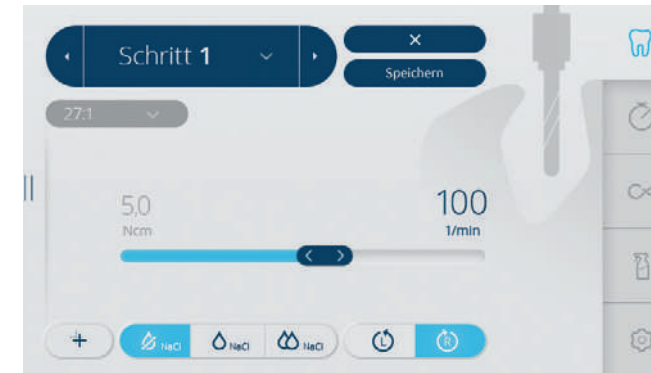 Schritt 1
×
Speichern
27:1
5,0
Ncm
100
1/min
NaCl
NaCl
NaCl
L
R